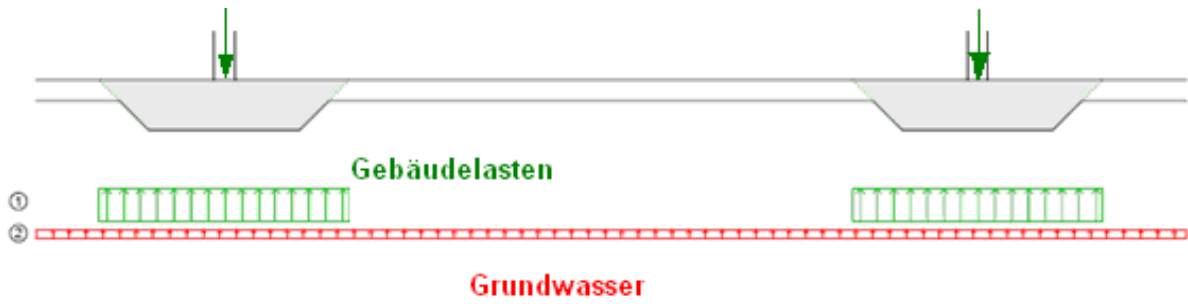 Gebäudelasten
①
②
Grundwasser